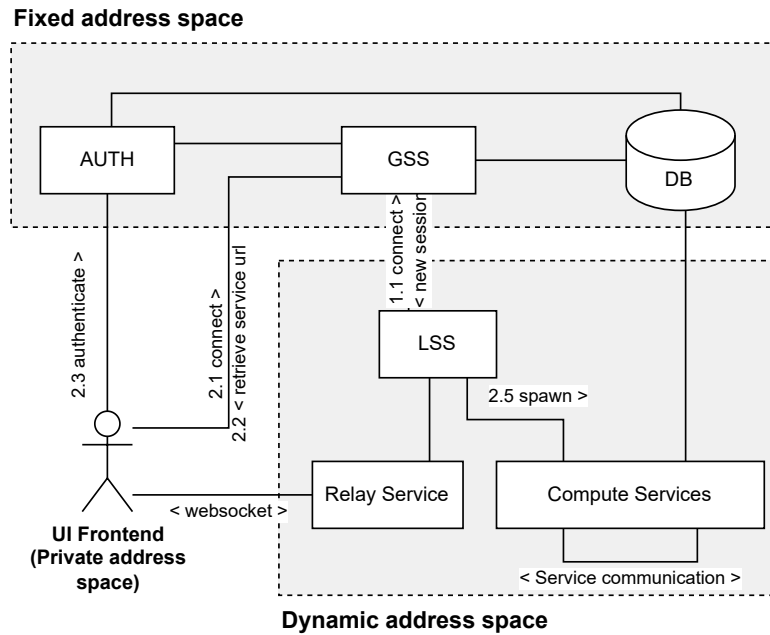 Fixed address space
AUTH
GSS
DB
1.1 connect >
< new session
2.3 authenticate >
2.1 connect >
2.2 < retrieve service url
LSS
2.5 spawn >
Relay Service
Compute Services
< websocket >
UI Frontend
(Private address
space)
< Service communication >
Dynamic address space